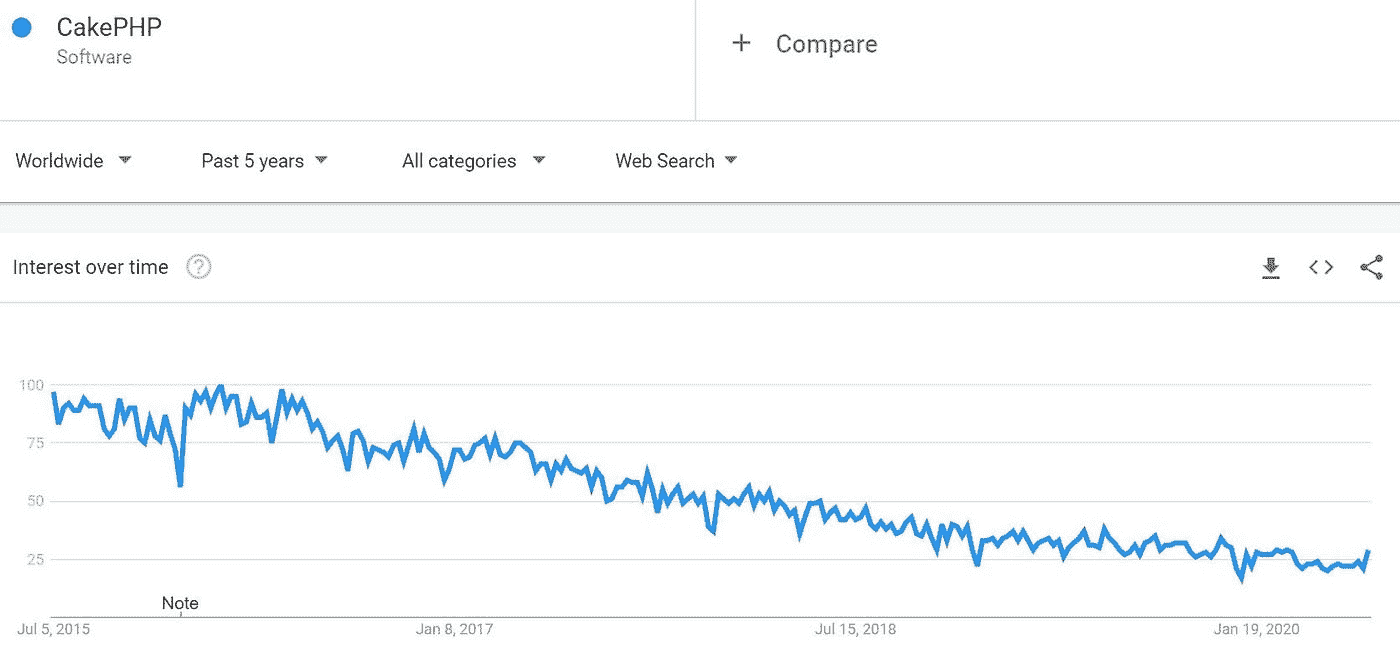 CakePHP
Software
+ Compare
Worldwide
Past 5 years
All categories
Web Search
Interest over time ?
100
75
50
25
Note
Jul 5, 2015
Jan 8, 2017
Jul 15, 2018
Jan 19, 2020